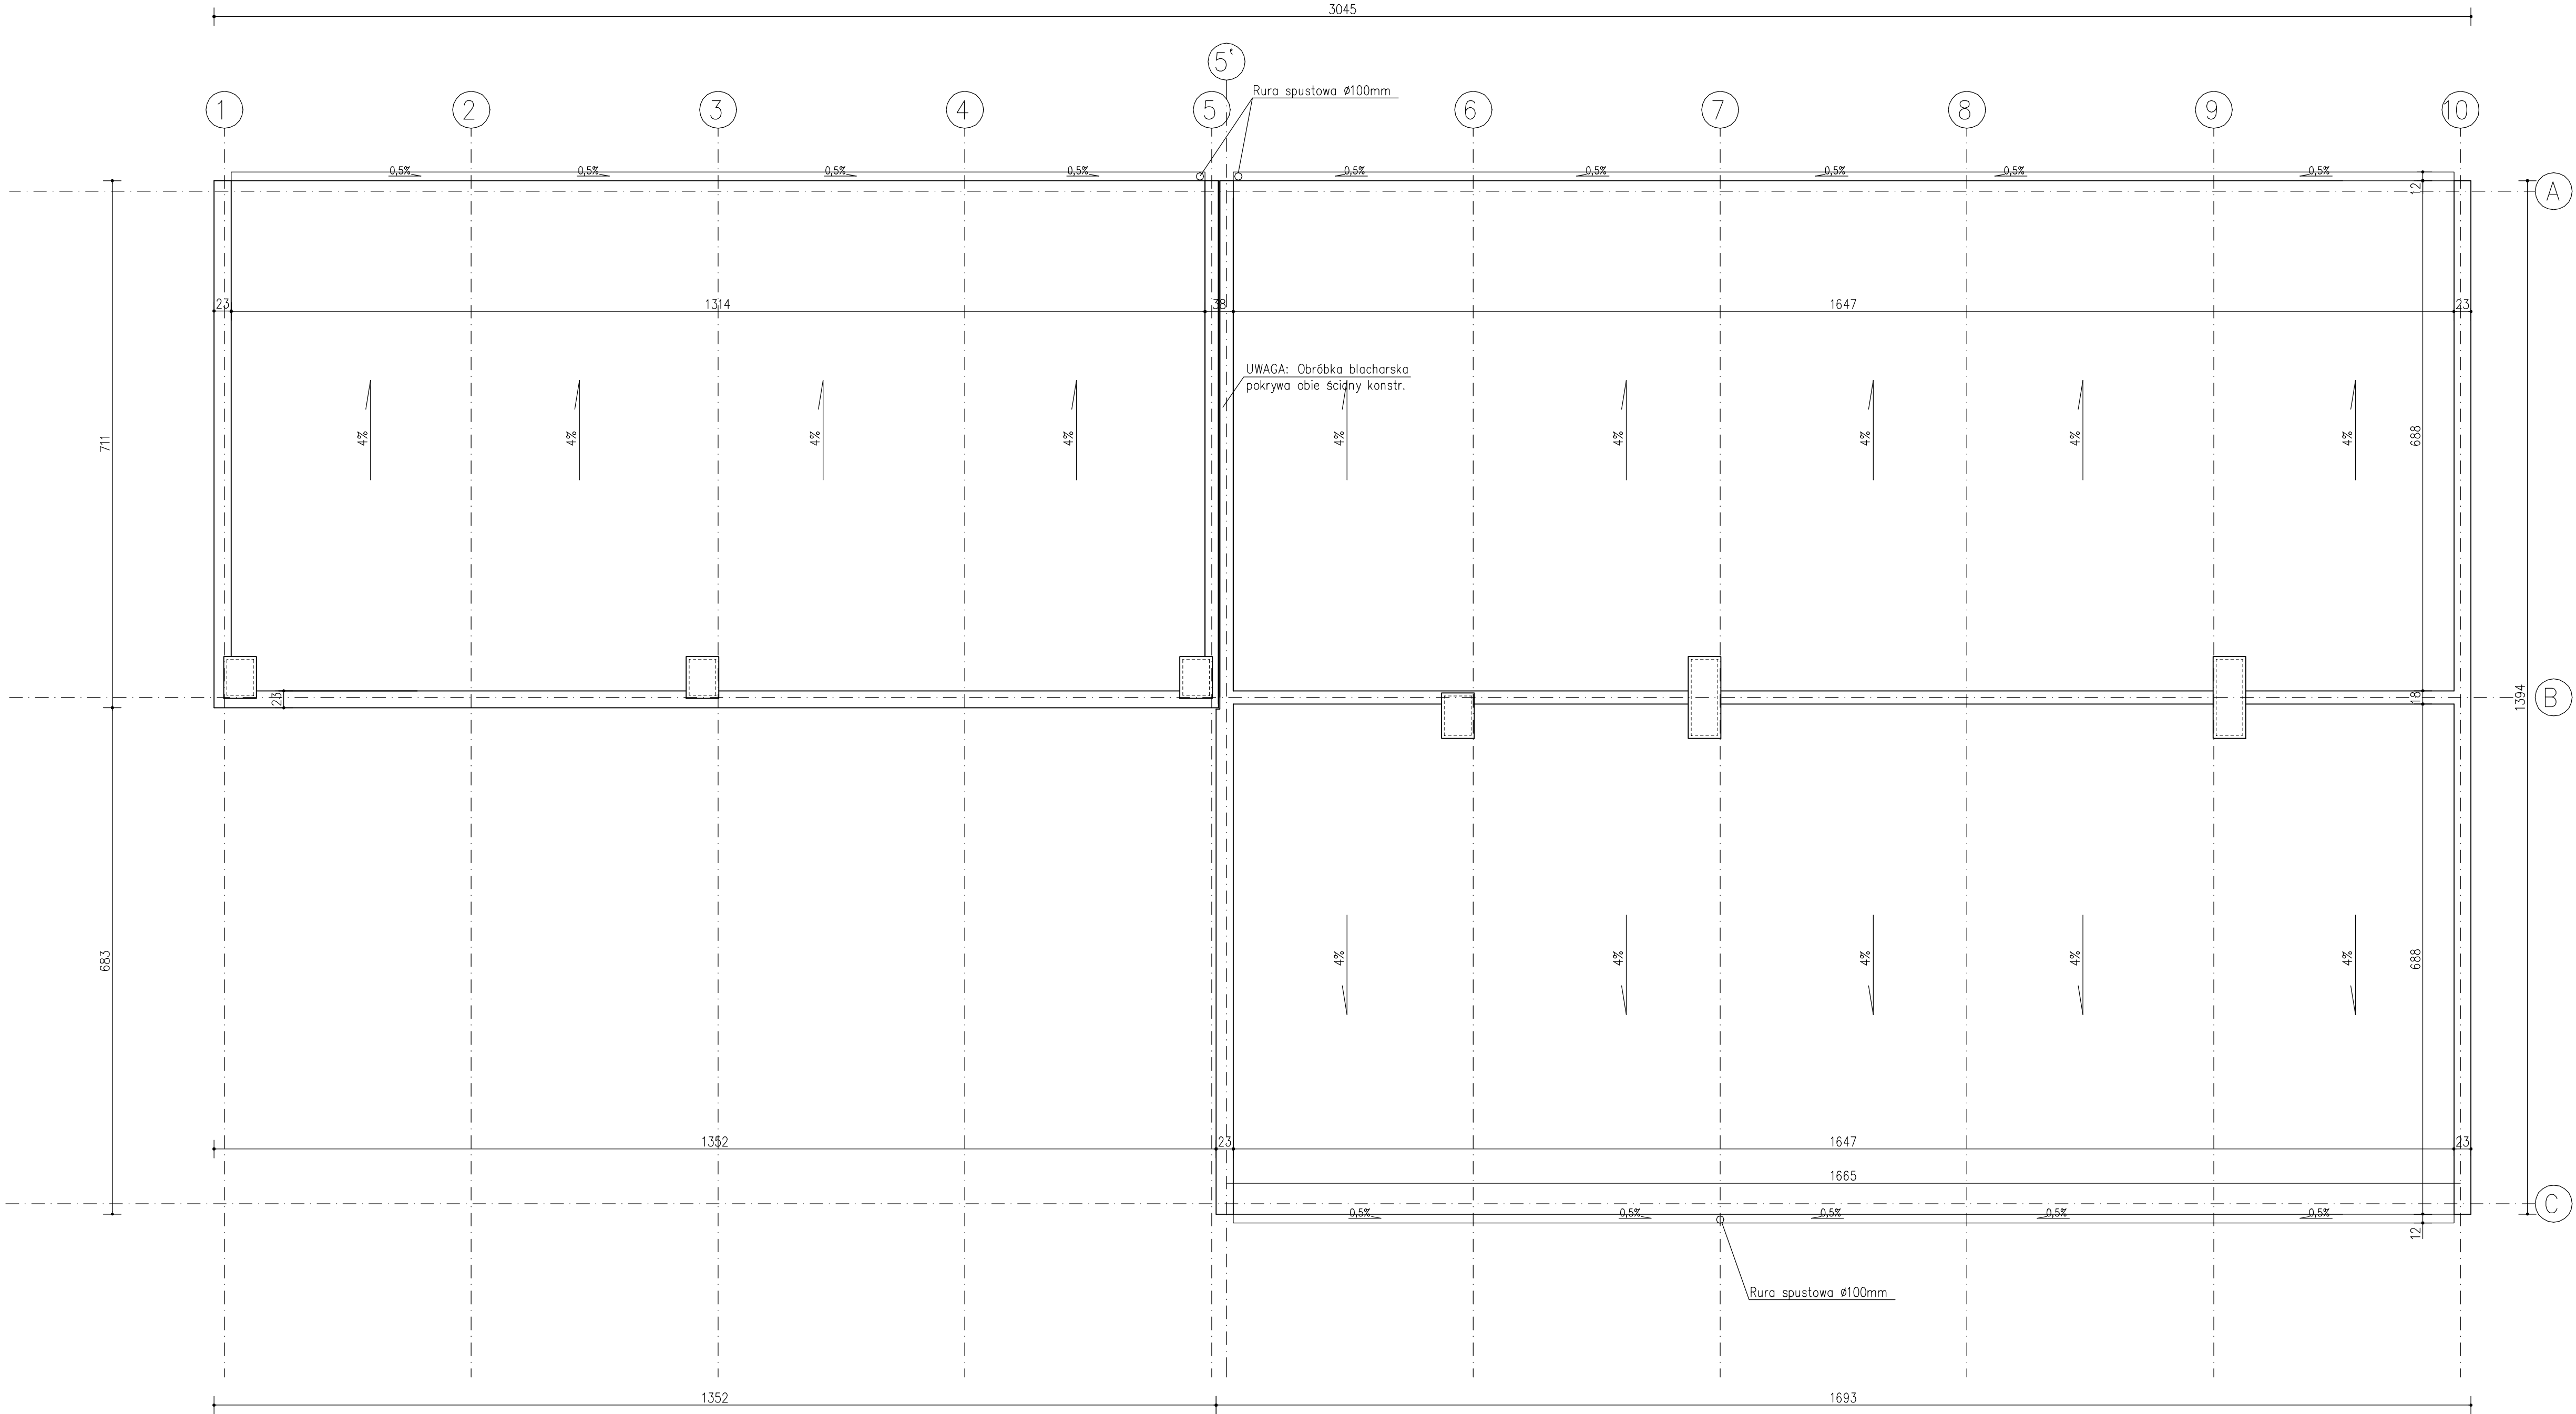 3045
5'
Rura spustowa Ø100mm
1 2 3 4 5 6 7 8 9 10
0,5% 0,5% 0,5% 0,5% 0,5% 0,5% 0,5% 0,5% 0,5%
12
A
23 1314 38 1647 23
UWAGA: Obróbka blacharska
pokrywa obie ściany konstr.
711 4% 4% 4% 4% 4% 4% 4% 4% 4% 688
23 18 1394 B
683 4% 4% 4% 4% 4% 688
1352 23 1647 23
1665
C
0,5% 0,5% 0,5% 0,5% 0,5%
12
Rura spustowa Ø100mm
1352 1693